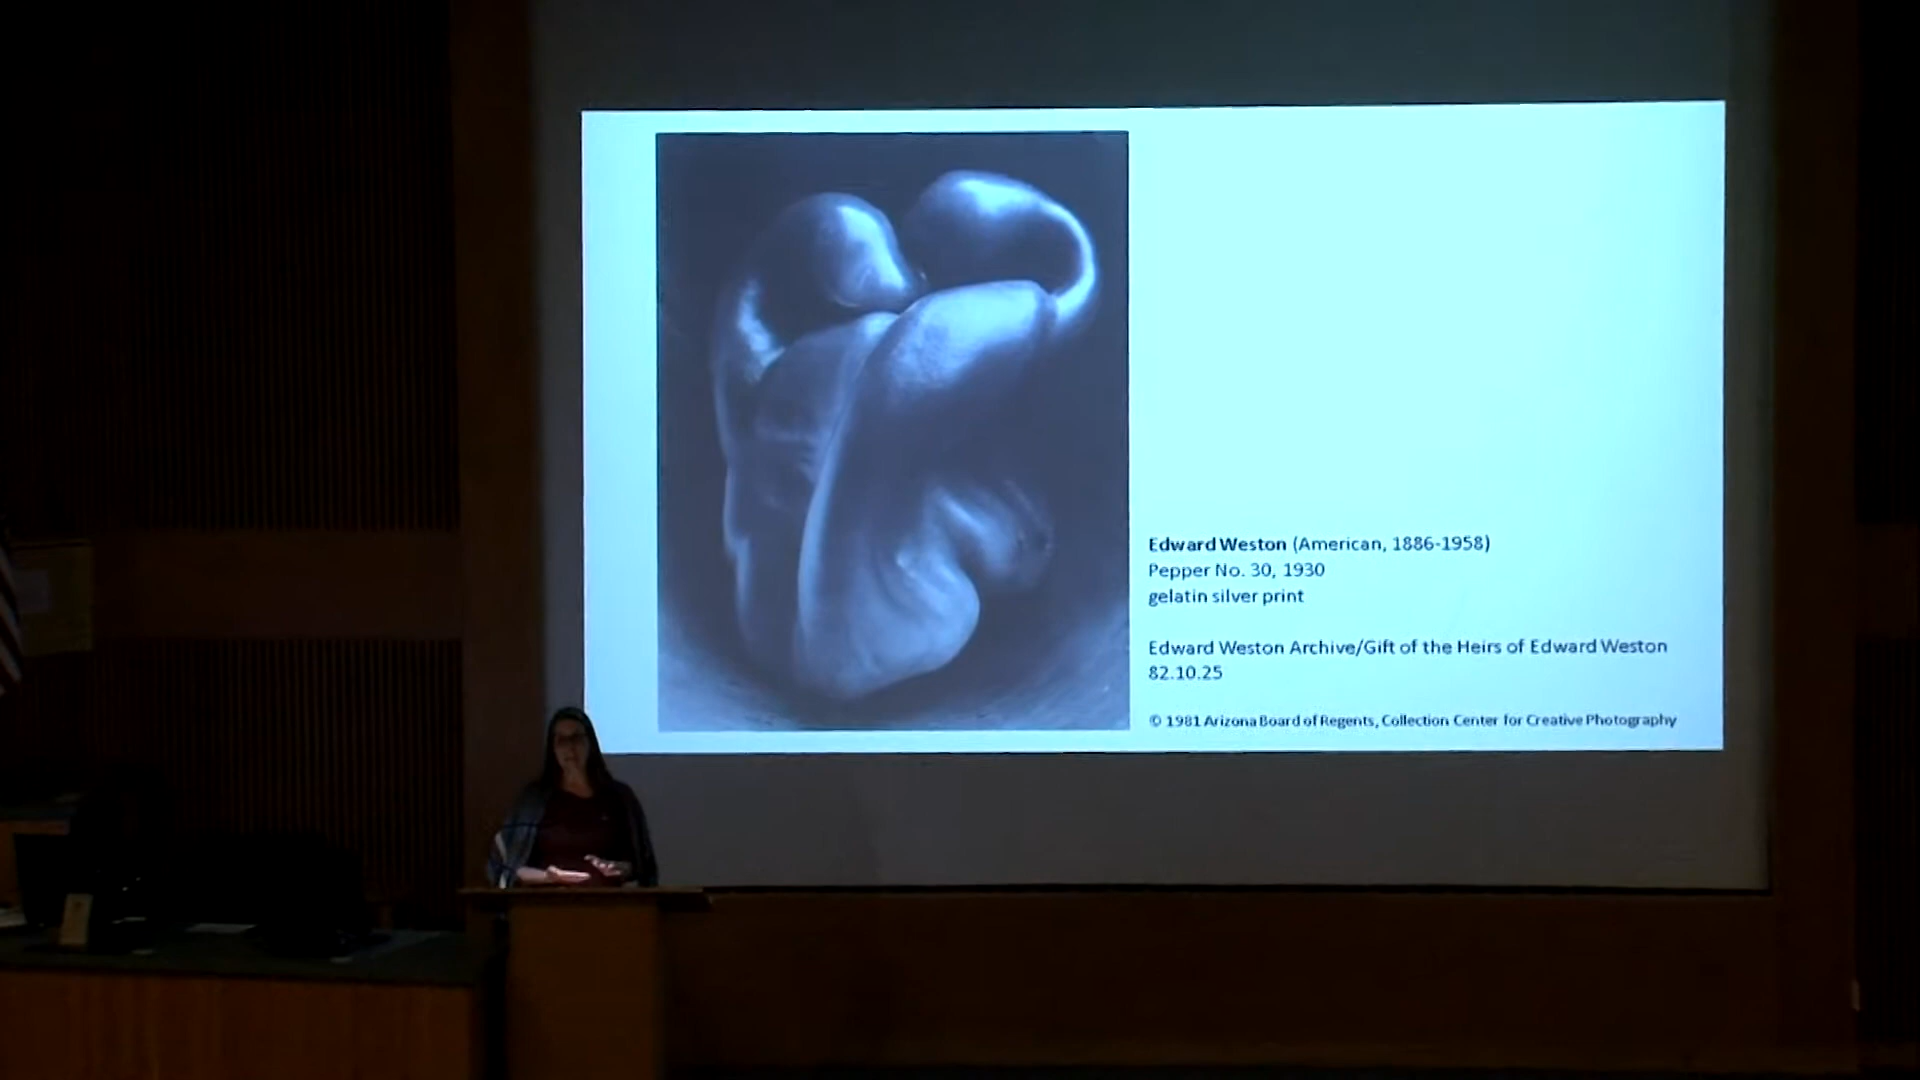 Edward Weston (American, 1886-1958)
Pepper No. 30, 1930
gelatin silver print
Edward Weston Archive/Gift of the Heirs of Edward Weston
82.10.25
© 1981 Arizona Board of Regents, Collection Center for Creative Photography